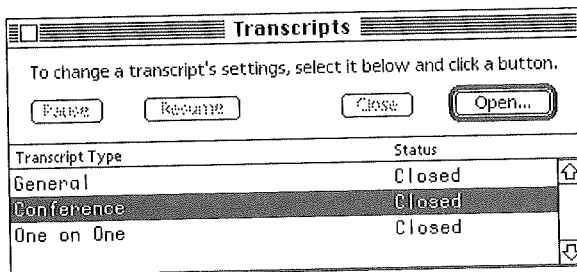 Transcripts
To change a transcript's settings, select it below and click a button.
Pause Resume Close Open...
Transcript Type Status
General Closed
Conference Closed
One on One Closed